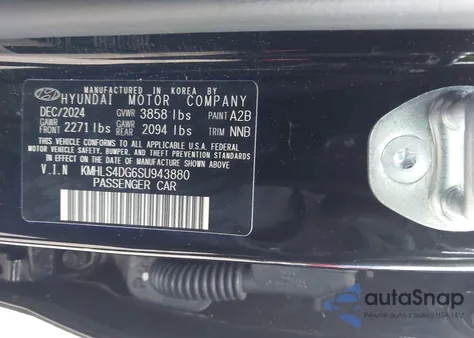 MANUFACTURED IN KOREA BY
HYUNDAI MOTOR COMPANY
DEC/2024 GVWR 3858 lbs PAINT A2B
GAWR FRONT 2271 lbs GAWR REAR 2094 lbs TRIM NNB
THIS VEHICLE CONFORMS TO ALL APPLICABLE U.S. FEDERAL
MOTOR VEHICLE SAFETY, BUMPER, AND THEFT PREVENTION
STANDARDS IN EFFECT ON THE DATE OF MANUFACTURE
SHOWN ABOVE.
V.I.N KMHLS4DG6SU943880
PASSENGER CAR
autoSnap